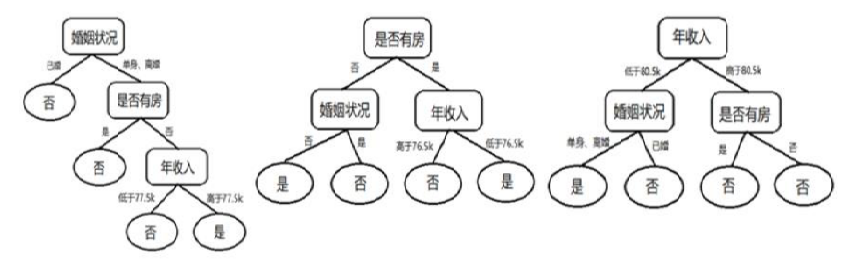 婚姻状况
已婚
单身、离婚
否
是否有房
是
否
否
年收入
低于77.5k
高于77.5k
否
是
是否有房
否
是
婚姻状况
年收入
否
是
高于76.5k
低于76.5k
是
否
否
是
年收入
低于80.5k
高于80.5k
婚姻状况
是否有房
单身、离婚
已婚
是
否
是
否
否
否